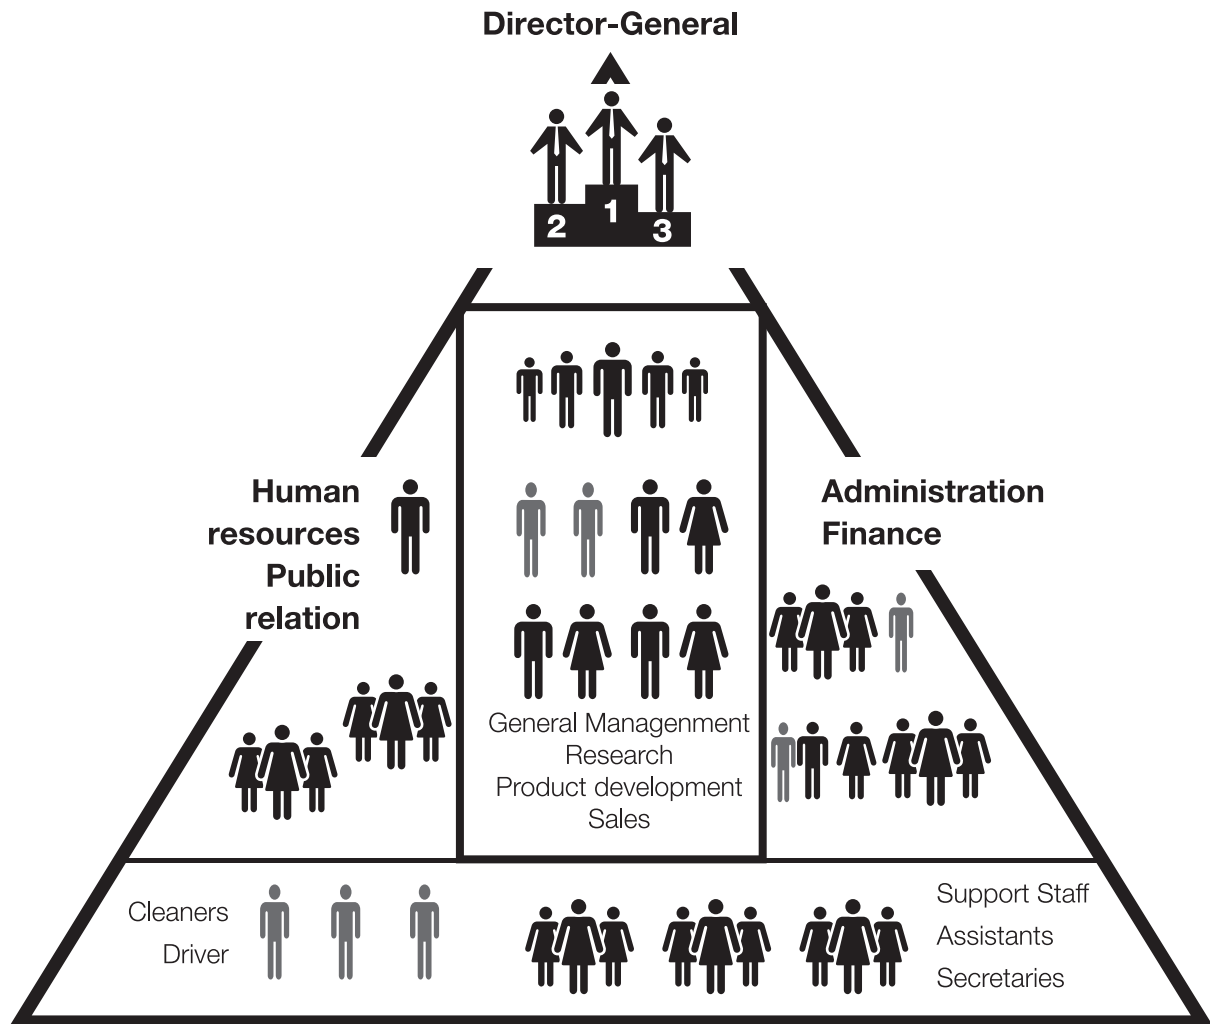 Director-General
1
2
3
Human
resources
Public
relation
Administration
Finance
General Managenment
Research
Product development
Sales
Cleaners
Driver
Support Staff
Assistants
Secretaries